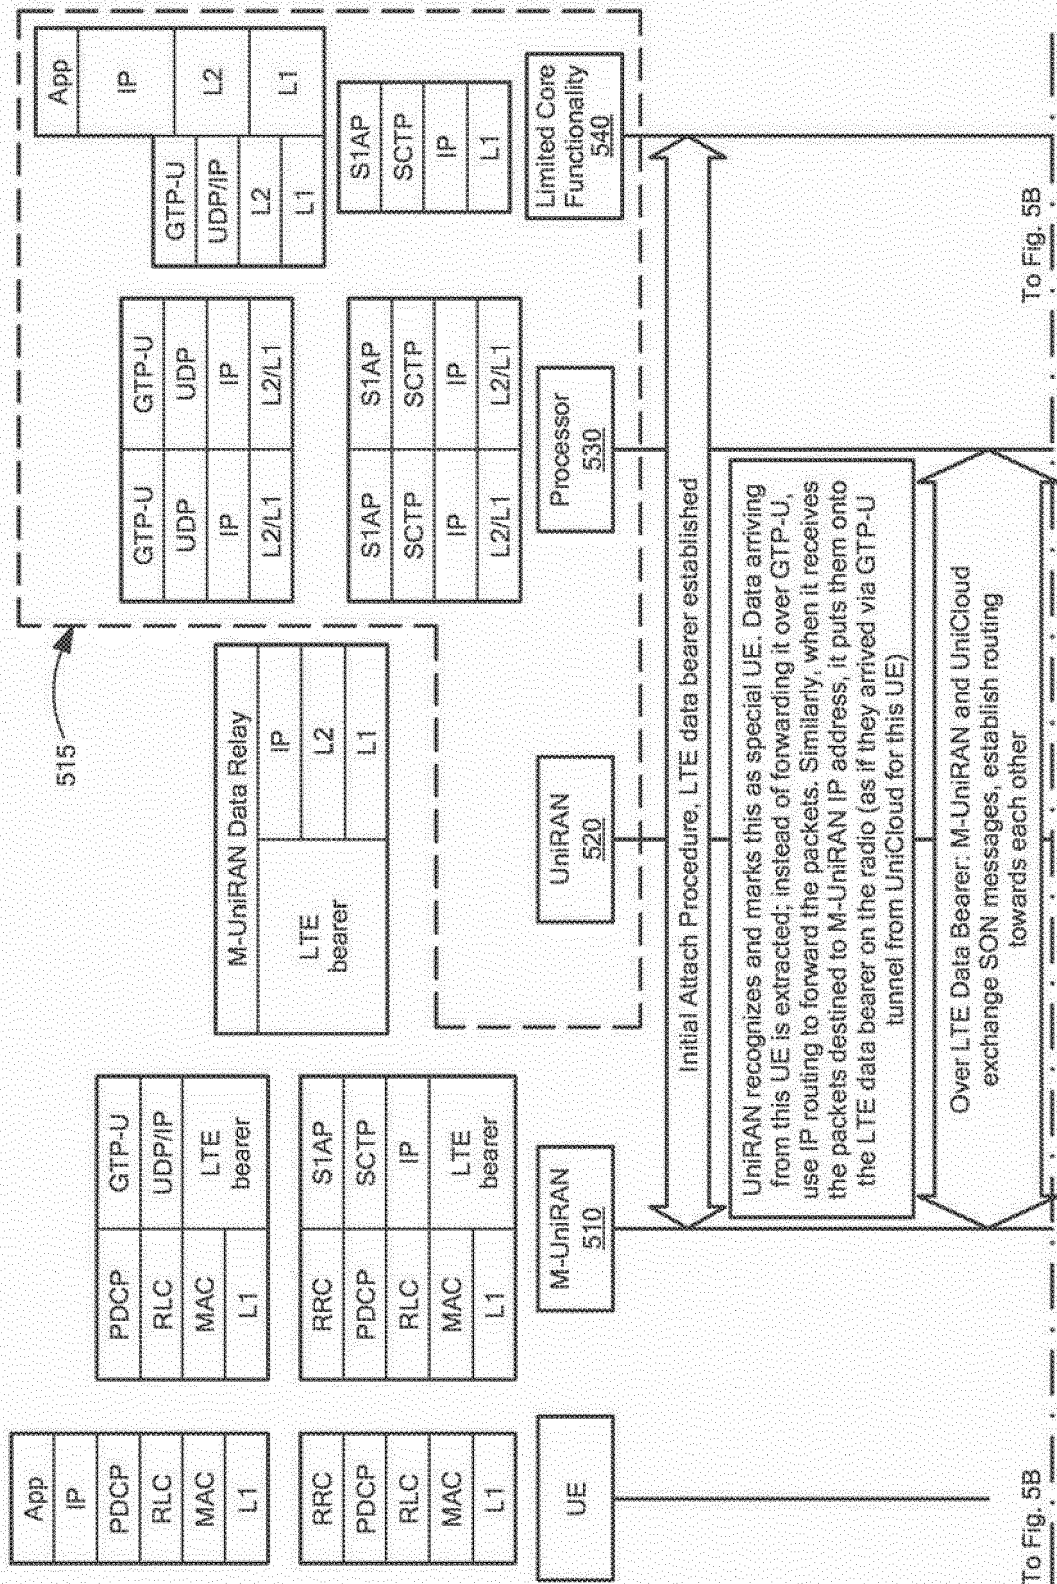 App
IP
PDCP
RLC
MAC
L1
RRC
PDCP
RLC
MAC
L1
UE
PDCP
GTP-U
RLC
UDP/IP
MAC
LTE
bearer
L1
RRC
S1AP
PDCP
SCTP
RLC
IP
MAC
LTE
bearer
L1
M-UniRAN
510
515
M-UniRAN Data Relay
LTE
bearer
IP
L2
L1
UniRAN
520
GTP-U
GTP-U
UDP
UDP
IP
IP
L2/L1
L2/L1
S1AP
S1AP
SCTP
SCTP
IP
IP
L2/L1
L2/L1
Processor
530
GTP-U
UDP/IP
L2
L1
App
IP
L2
L1
S1AP
SCTP
IP
L1
Limited Core
Functionality
540
Initial Attach Procedure, LTE data bearer established
UniRAN recognizes and marks this as special UE. Data arriving
from this UE is extracted; instead of forwarding it over GTP-U,
use IP routing to forward the packets. Similarly, when it receives
the packets destined to M-UniRAN IP address, it puts them onto
the LTE data bearer on the radio (as if they arrived via GTP-U
tunnel from UniCloud for this UE)
Over LTE Data Bearer: M-UniRAN and UniCloud
exchange SON messages, establish routing
towards each other
To Fig. 5B
To Fig. 5B